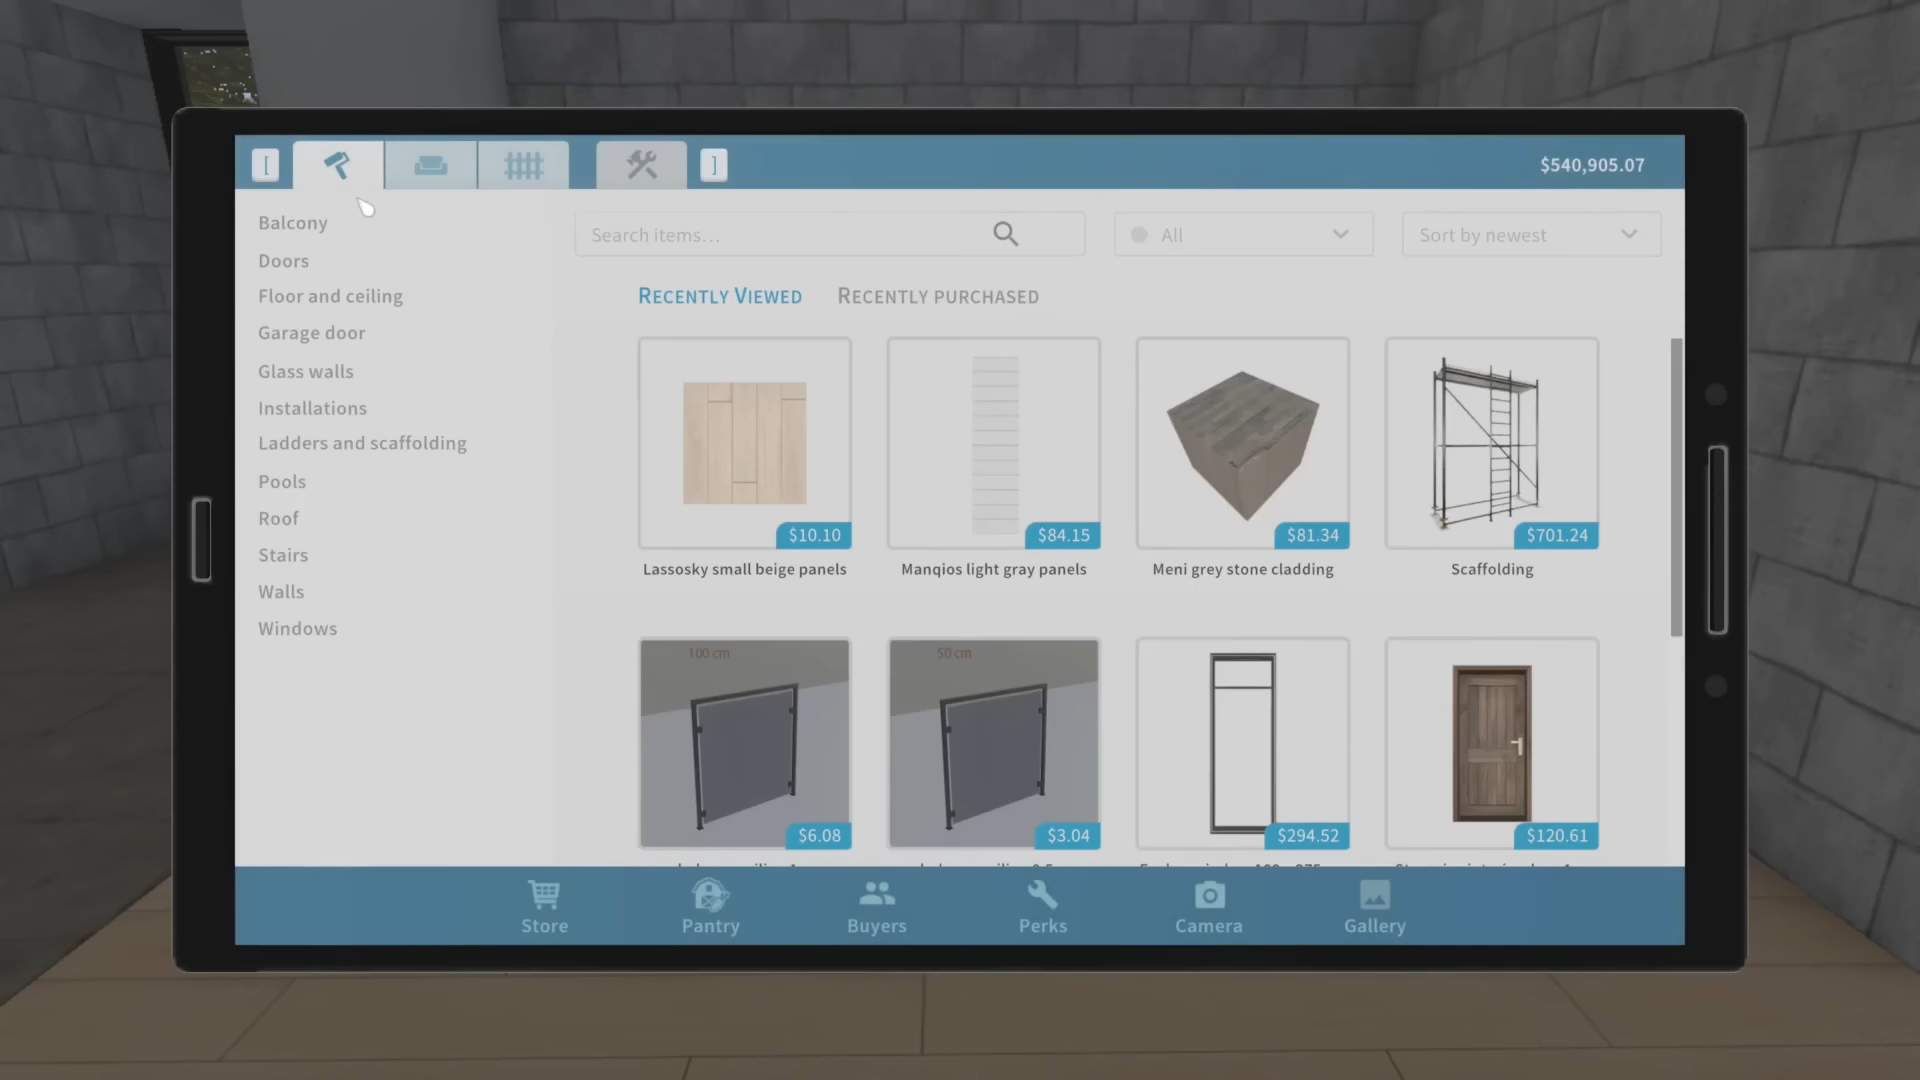 [
]
$540,905.07
Balcony
Doors
Floor and ceiling
Garage door
Glass walls
Installations
Ladders and scaffolding
Pools
Roof
Stairs
Walls
Windows
Search items...
All
Sort by newest
RECENTLY VIEWED
RECENTLY PURCHASED
$10.10
Lassosky small beige panels
$84.15
Manqios light gray panels
$81.34
Meni grey stone cladding
$701.24
Scaffolding
100 cm
$6.08
50 cm
$3.04
$294.52
$120.61
Store
Pantry
Buyers
Perks
Camera
Gallery